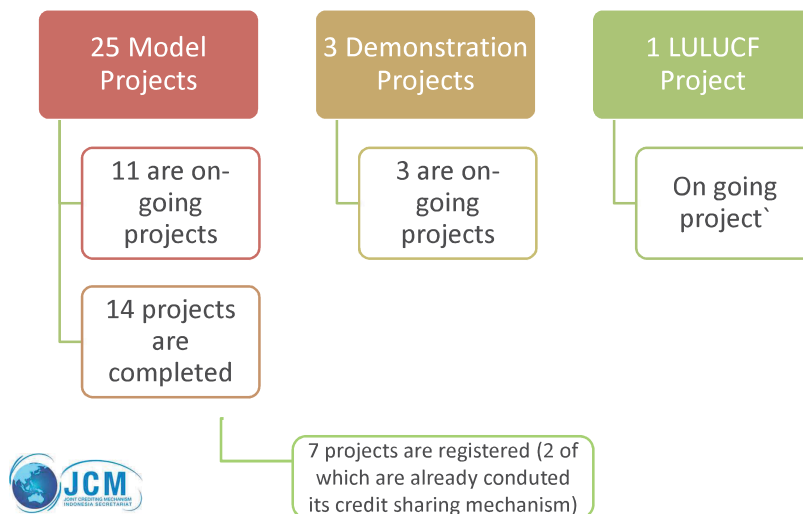 25 Model
Projects
3 Demonstration
Projects
1 LULUCF
Project
11 are on-
going
projects
3 are on-
going
projects
On going
project`
14 projects
are
completed
7 projects are registered (2 of
which are already conduted
its credit sharing mechanism)
JCM
JOINT CREDITING MECHANISM
INDONESIA SECRETARIAT